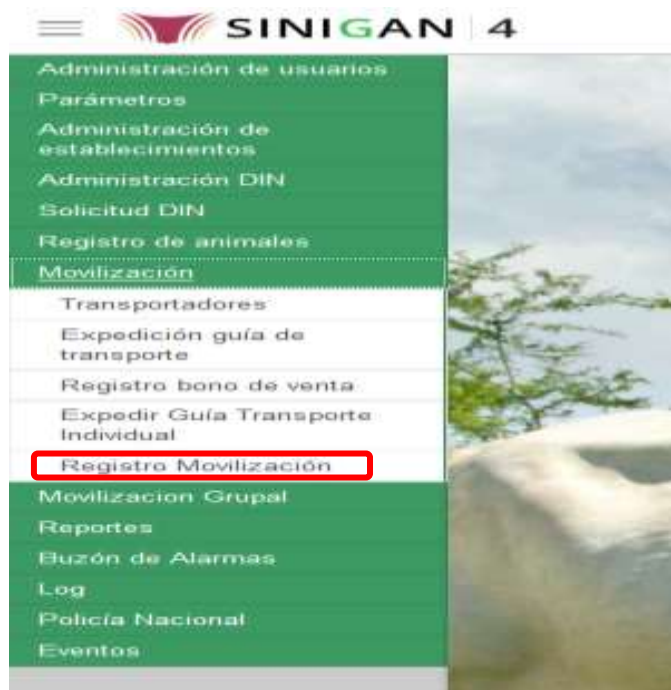 SINIGAN 4
Administración de usuarios
Parámetros
Administración de
establecimientos
Administración DIN
Solicitud DIN
Registro de animales
Movilización
Transportadores
Expedición guía de
transporte
Registro bono de venta
Expedir Guía Transporte
Individual
Registro Movilización
Movilizacion Grupal
Reportes
Buzón de Alarmas
Log
Policía Nacional
Eventos